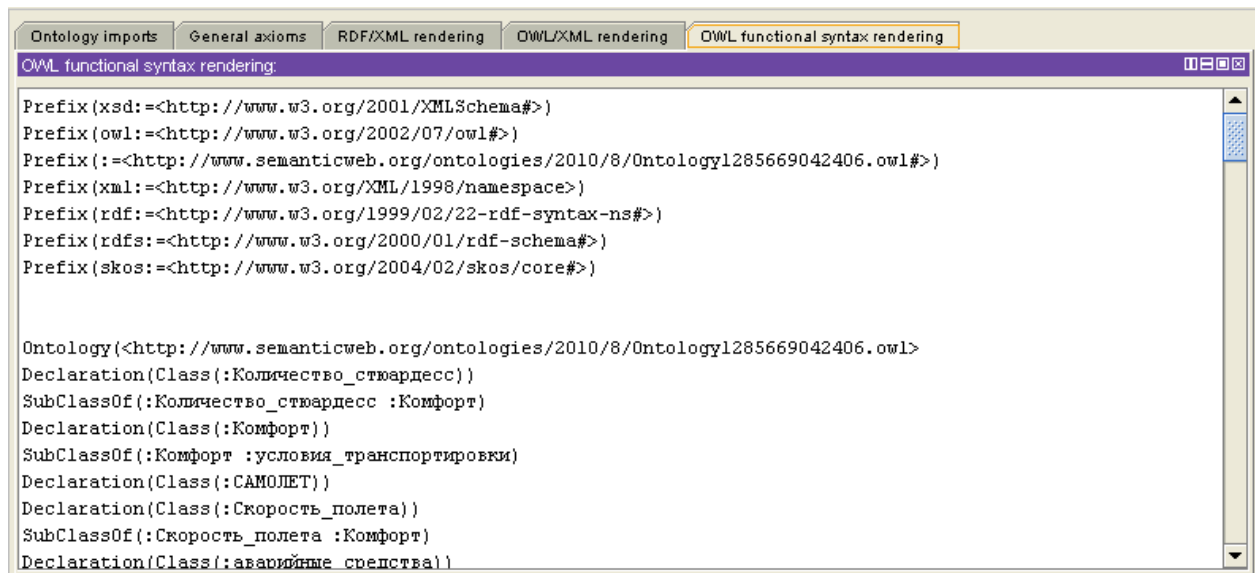 Ontology imports General axioms RDF/XML rendering OWL/XML rendering OWL functional syntax rendering
OWL functional syntax rendering:
Prefix(xsd:=<http://www.w3.org/2001/XMLSchema#>)
Prefix(owl:=<http://www.w3.org/2002/07/owl#>)
Prefix(:=<http://www.semanticweb.org/ontologies/2010/8/Ontology1285669042406.owl#>)
Prefix(xml:=<http://www.w3.org/XML/1998/namespace>)
Prefix(rdf:=<http://www.w3.org/1999/02/22-rdf-syntax-ns#>)
Prefix(rdfs:=<http://www.w3.org/2000/01/rdf-schema#>)
Prefix(skos:=<http://www.w3.org/2004/02/skos/core#>)
Ontology(<http://www.semanticweb.org/ontologies/2010/8/Ontology1285669042406.owl>
Declaration(Class(:Количество_стюардесс))
SubClassOf(:Количество_стюардесс :Комфорт)
Declaration(Class(:Комфорт))
SubClassOf(:Комфорт :условия_транспортировки)
Declaration(Class(:САМОЛЕТ))
Declaration(Class(:Скорость_полета))
SubClassOf(:Скорость_полета :Комфорт)
Declaration(Class(:аварийные_средства))